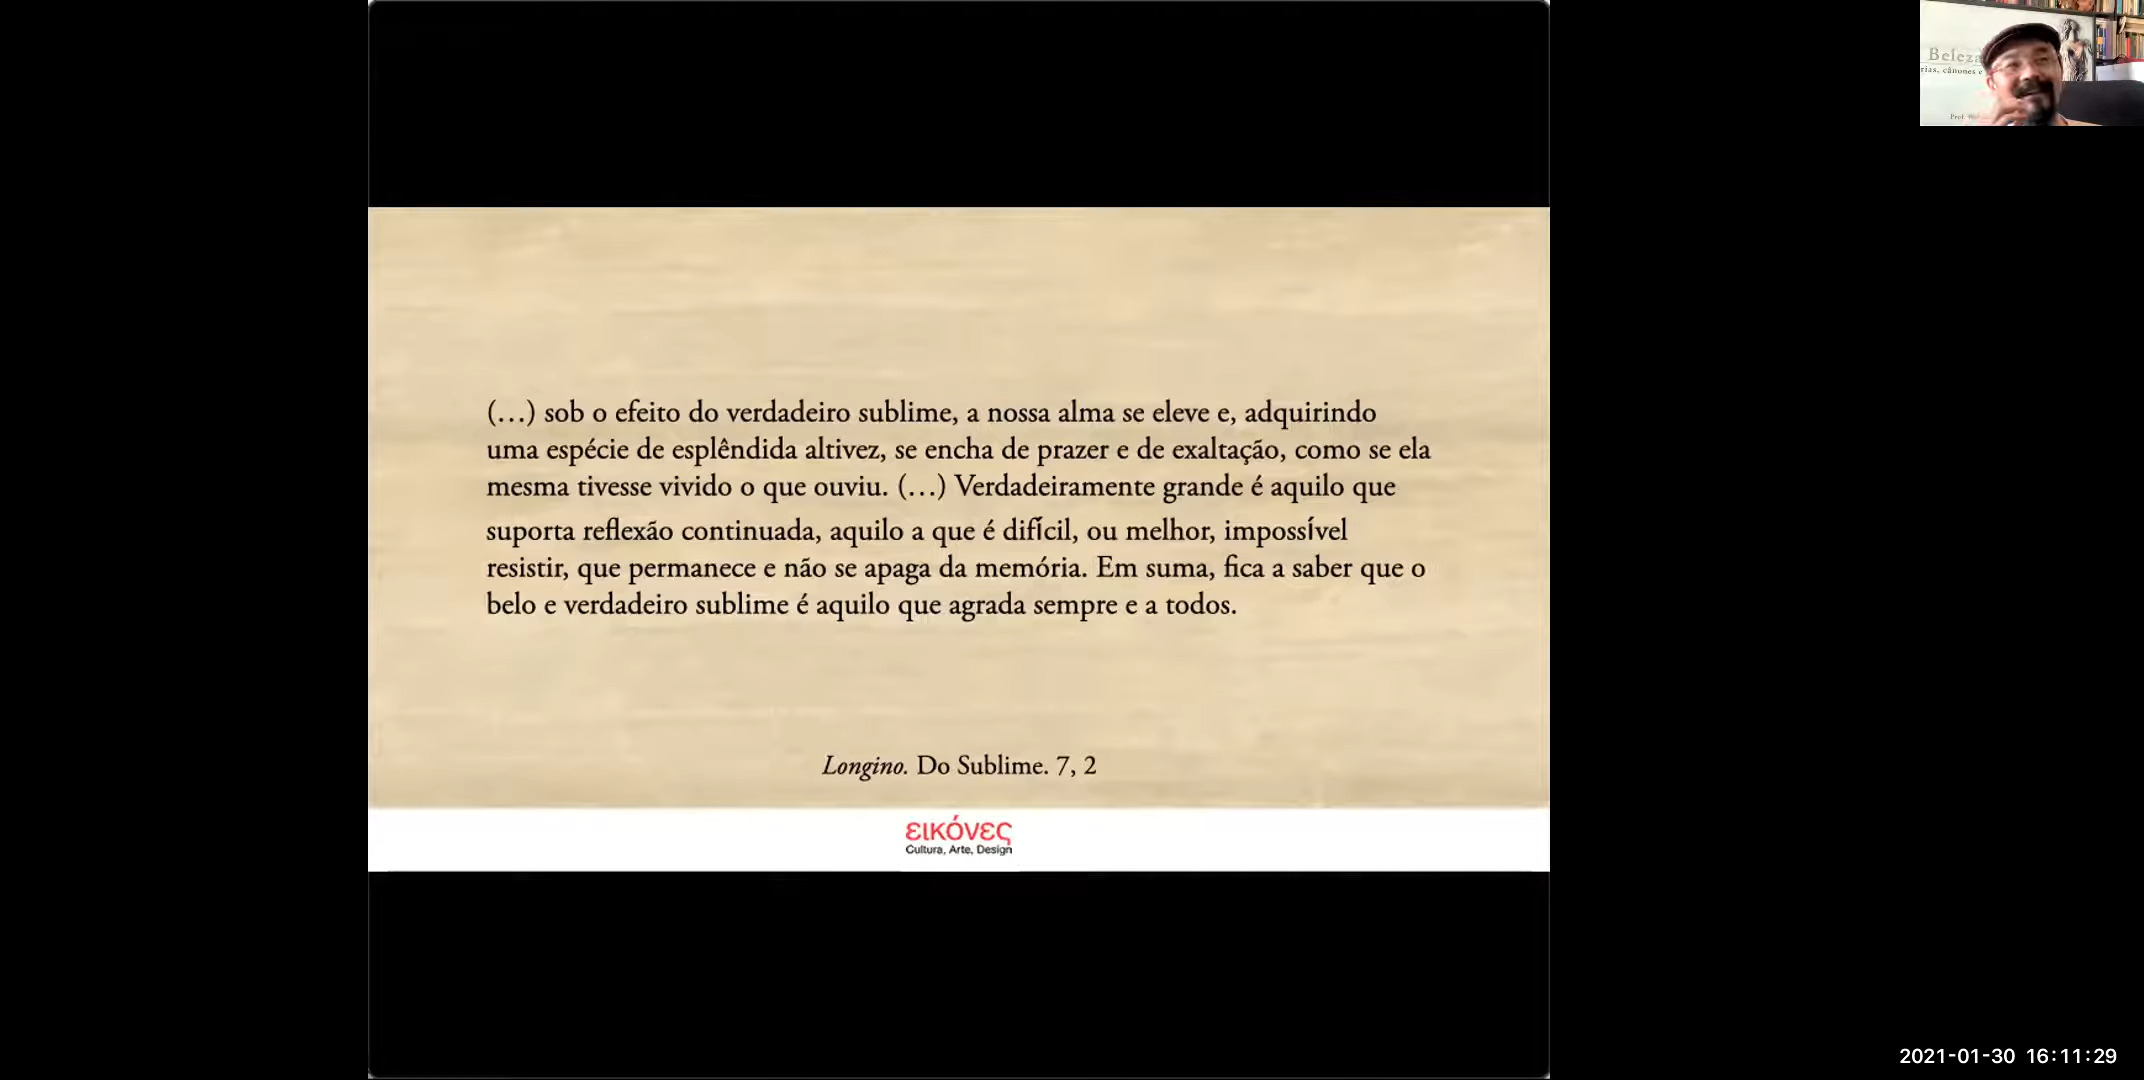 (…) sob o efeito do verdadeiro sublime, a nossa alma se eleve e, adquirindo
uma espécie de esplêndida altivez, se encha de prazer e de exaltação, como se ela
mesma tivesse vivido o que ouviu. (…) Verdadeiramente grande é aquilo que
suporta reflexão continuada, aquilo a que é difícil, ou melhor, impossível
resistir, que permanece e não se apaga da memória. Em suma, fica a saber que o
belo e verdadeiro sublime é aquilo que agrada sempre e a todos.
Longino. Do Sublime. 7, 2
εικόνες
Cultura, Arte, Design
Beleza
cânones e
Prof.
2021-01-30 16:11:29